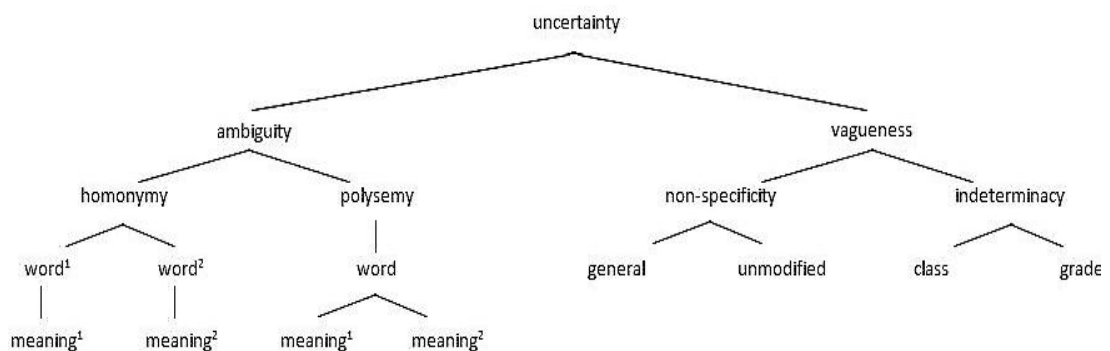 uncertainty
ambiguity vagueness
homonymy polysemy non-specificity indeterminacy
word¹ word² word general unmodified class grade
meaning¹ meaning² meaning¹ meaning²